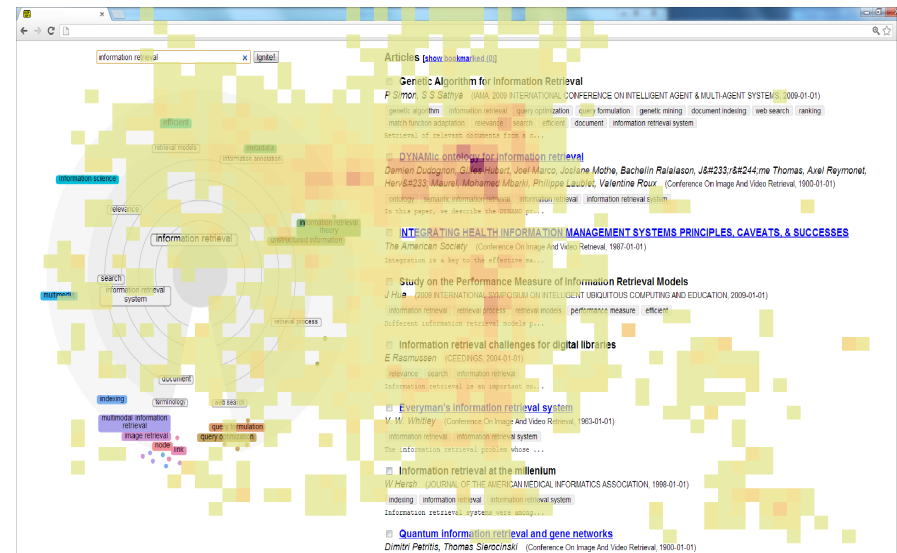 information retrieval x Ignite!
efficient
retrieval models
metadata
information annotation
information science
relevance
information retrieval
information retrieval theory
unstructured information
search
information retrieval system
multimedia
retrieval process
document
indexing
terminology
web search
multimodal information retrieval
query formulation
image retrieval
query optimization
node
link
Articles [show bookmarked (0)]
Genetic Algorithm for Information Retrieval
P Simon, S S Sathya (IAMA, 2009 INTERNATIONAL CONFERENCE ON INTELLIGENT AGENT & MULTI-AGENT SYSTEMS, 2009-01-01)
genetic algorithm information retrieval query optimization query formulation genetic mining document indexing web search ranking
match function adaptation relevance search efficient document information retrieval system
Retrieval of relevant documents from a c...
DYNAMic ontology for information retrieval
Damien Dudognon, Gilles Hubert, Joel Marco, Josiane Mothe, Bachelin Ralalason, J&#233;r&#244;me Thomas, Axel Reymonet,
Herv&#233; Maurel, Mohamed Mbarki, Philippe Laublet, Valentine Roux (Conference On Image And Video Retrieval, 1900-01-01)
ontology semantic information retrieval information retrieval information retrieval system
In this paper, we describe the DYNAMO pro...
INTEGRATING HEALTH INFORMATION MANAGEMENT SYSTEMS PRINCIPLES, CAVEATS, & SUCCESSES
The American Society (Conference On Image And Video Retrieval, 1987-01-01)
Integration is a key to the effective ma...
Study on the Performance Measure of Information Retrieval Models
J Hua (2009 INTERNATIONAL SYMPOSIUM ON INTELLIGENT UBIQUITOUS COMPUTING AND EDUCATION, 2009-01-01)
information retrieval retrieval process retrieval models performance measure efficient
Different information retrieval models p...
Information retrieval challenges for digital libraries
E Rasmussen (CEEDINGS, 2004-01-01)
relevance search information retrieval
Information retrieval is an important co...
Everyman's information retrieval system
V. W. Whitley (Conference On Image And Video Retrieval, 1963-01-01)
information retrieval information retrieval system
The information retrieval problem whose ...
Information retrieval at the millenium
W Hersh (JOURNAL OF THE AMERICAN MEDICAL INFORMATICS ASSOCIATION, 1998-01-01)
indexing information retrieval information retrieval system
Information retrieval systems were among...
Quantum information retrieval and gene networks
Dimitri Petritis, Thomas Sierocinski (Conference On Image And Video Retrieval, 1900-01-01)